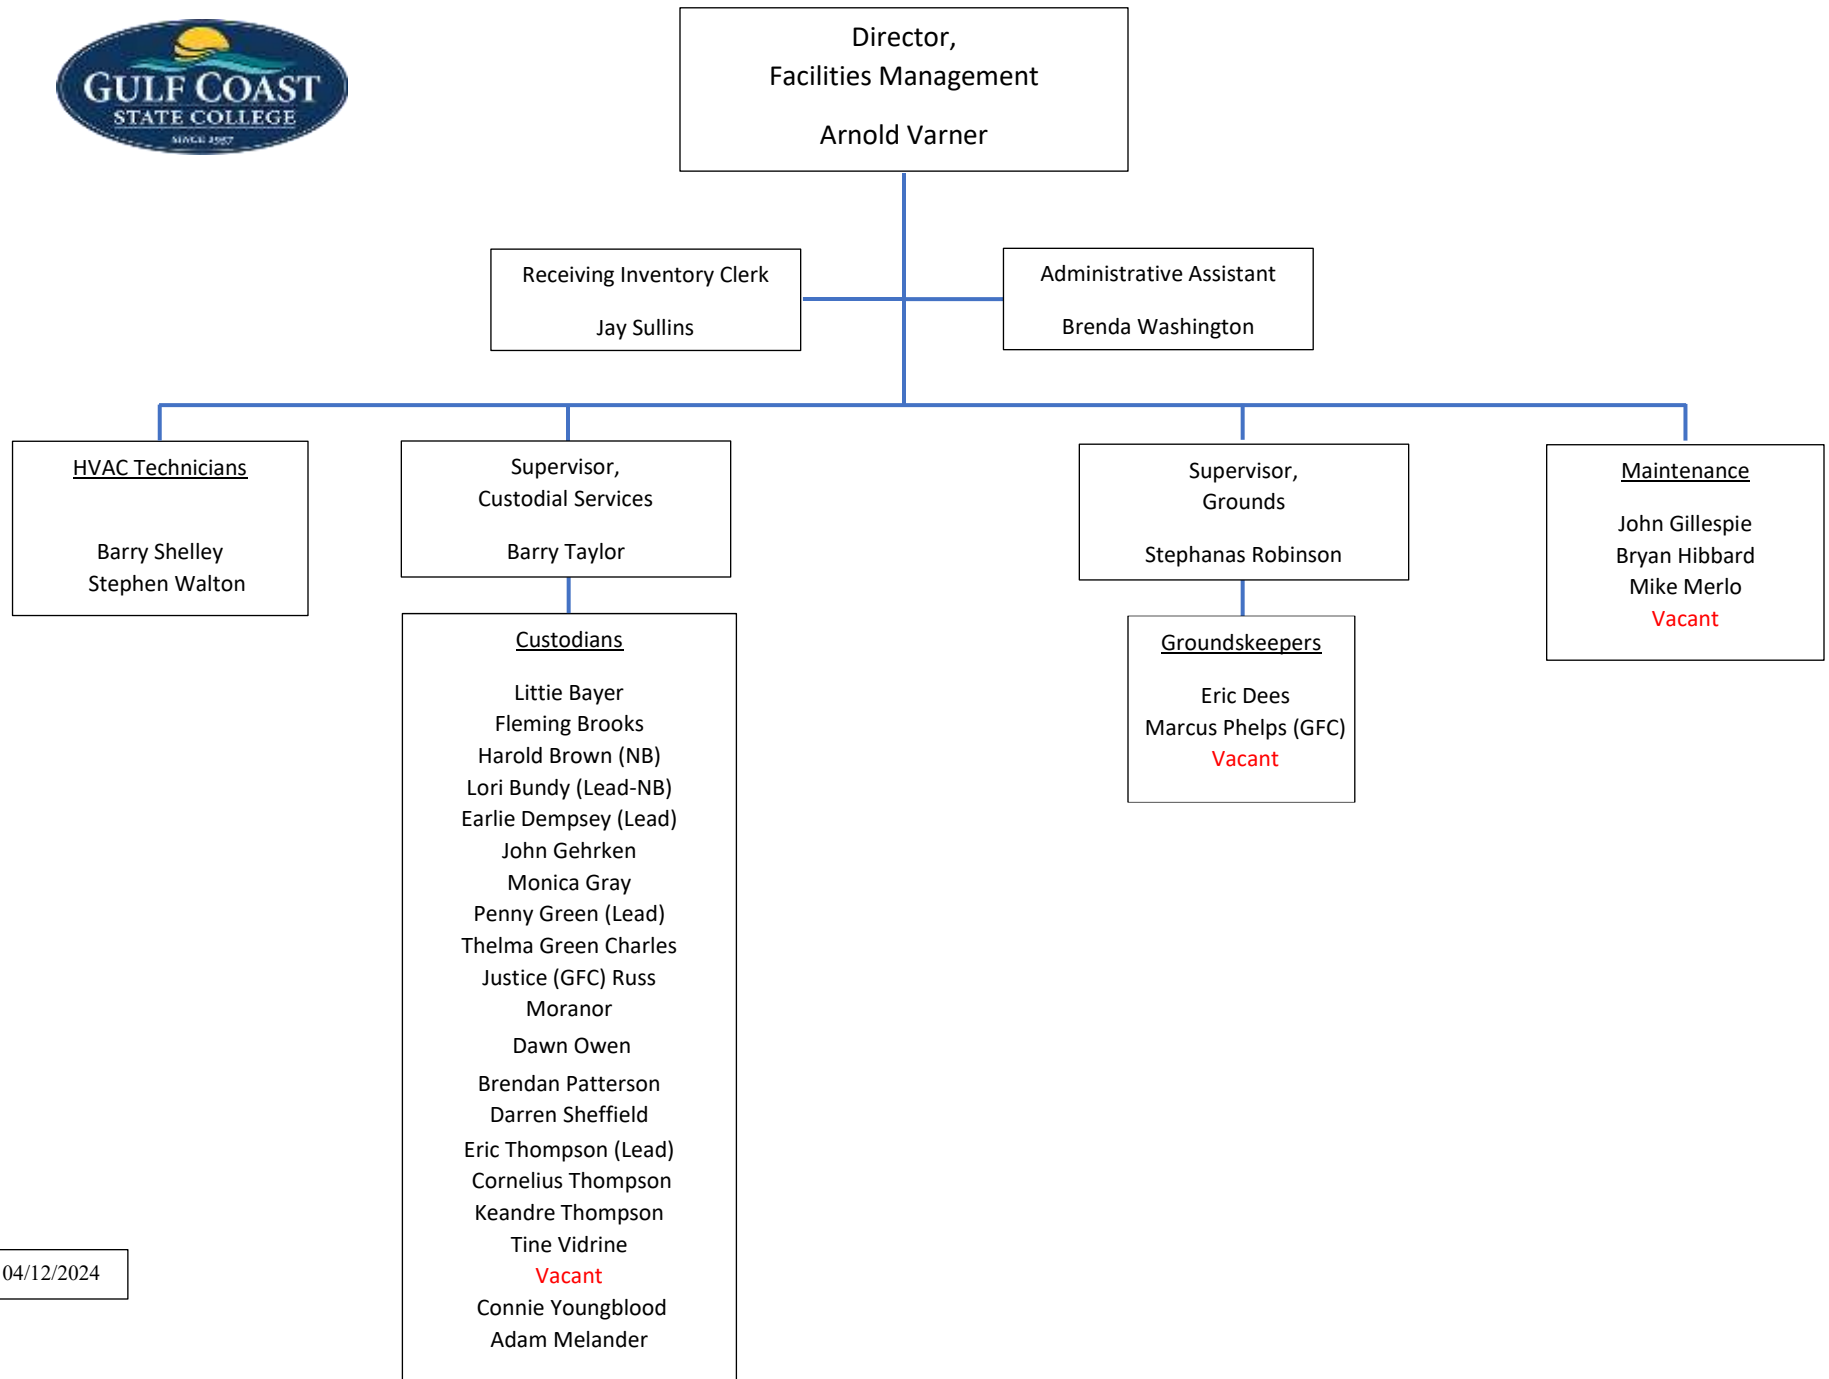 GULF COAST
STATE COLLEGE
SINCE 1957
Director,
Facilities Management
Arnold Varner
Receiving Inventory Clerk
Jay Sullins
Administrative Assistant
Brenda Washington
HVAC Technicians
Barry Shelley
Stephen Walton
Supervisor,
Custodial Services
Barry Taylor
Custodians
Littie Bayer
Fleming Brooks
Harold Brown (NB)
Lori Bundy (Lead-NB)
Earlie Dempsey (Lead)
John Gehrken
Monica Gray
Penny Green (Lead)
Thelma Green Charles
Justice (GFC) Russ
Moranor
Dawn Owen
Brendan Patterson
Darren Sheffield
Eric Thompson (Lead)
Cornelius Thompson
Keandre Thompson
Tine Vidrine
Vacant
Connie Youngblood
Adam Melander
Supervisor,
Grounds
Stephanas Robinson
Groundskeepers
Eric Dees
Marcus Phelps (GFC)
Vacant
Maintenance
John Gillespie
Bryan Hibbard
Mike Merlo
Vacant
04/12/2024